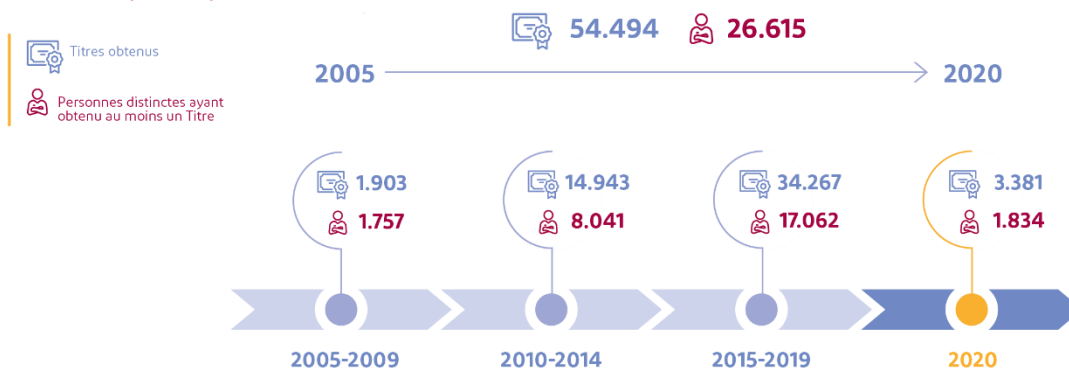 54.494 26.615
Titres obtenus
2005 2020
Personnes distinctes ayant
obtenu au moins un Titre
1.903 14.943 34.267 3.381
1.757 8.041 17.062 1.834
2005-2009 2010-2014 2015-2019 2020